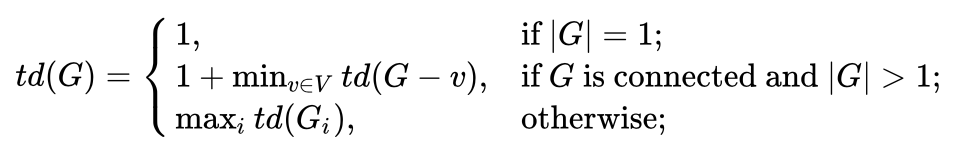 1, if |G| = 1;
td(G) = { 1 + min_{v∈V} td(G − v), if G is connected and |G| > 1;
max_i td(G_i), otherwise;